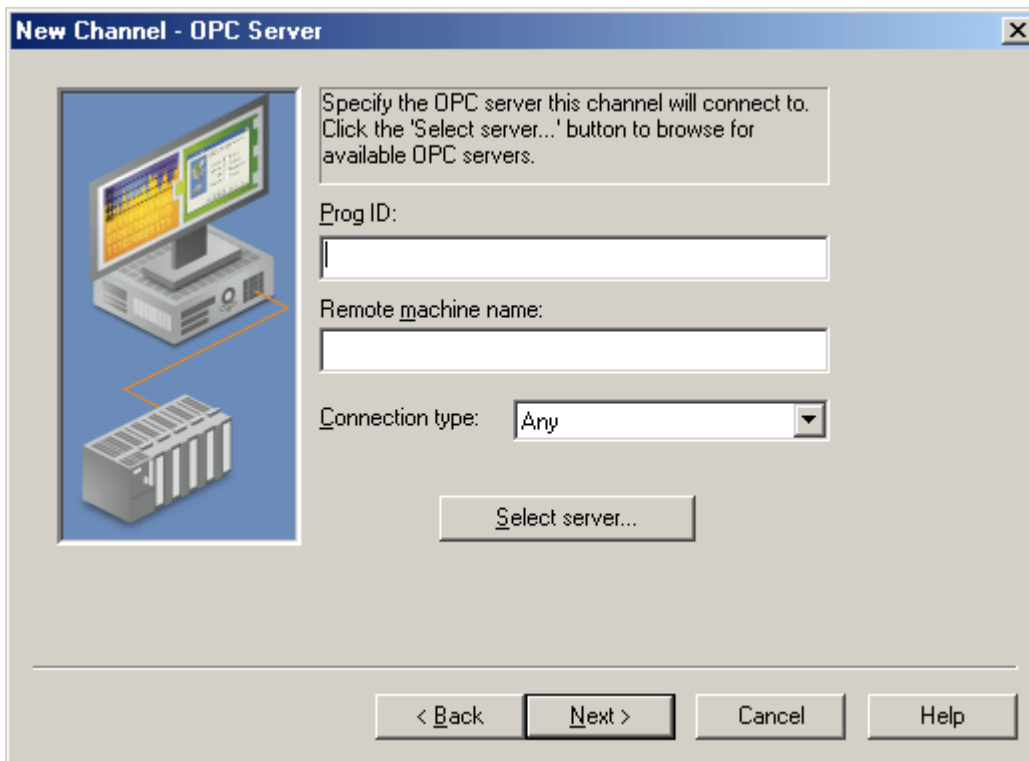 New Channel - OPC Server
Specify the OPC server this channel will connect to.
Click the 'Select server...' button to browse for
available OPC servers.
Prog ID:
Remote machine name:
Connection type: Any
Select server...
< Back Next > Cancel Help